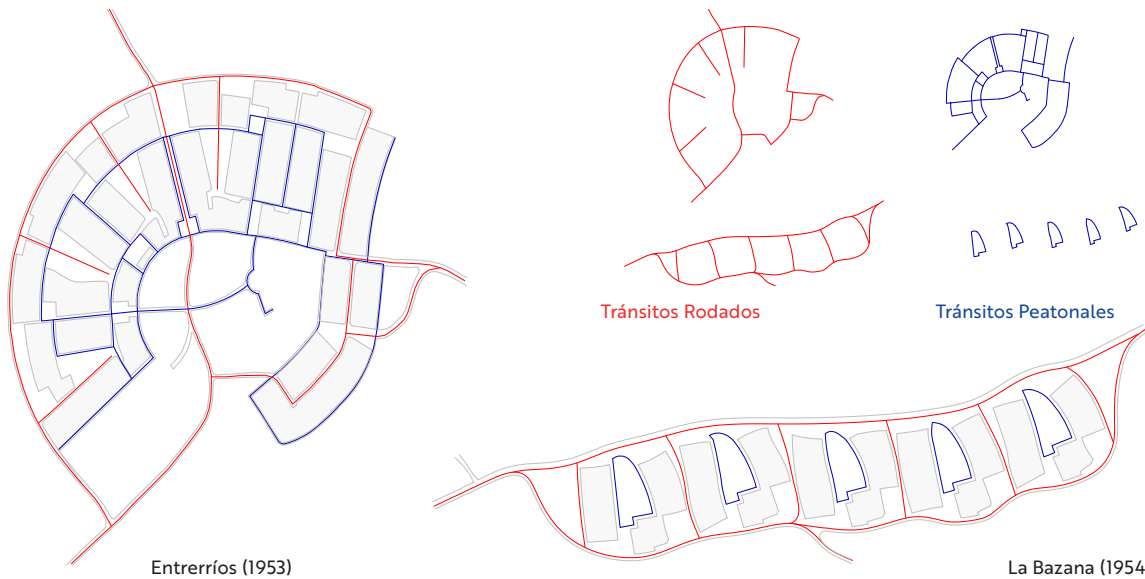 Tránsitos Rodados
Tránsitos Peatonales
Entrerríos (1953)
La Bazana (1954